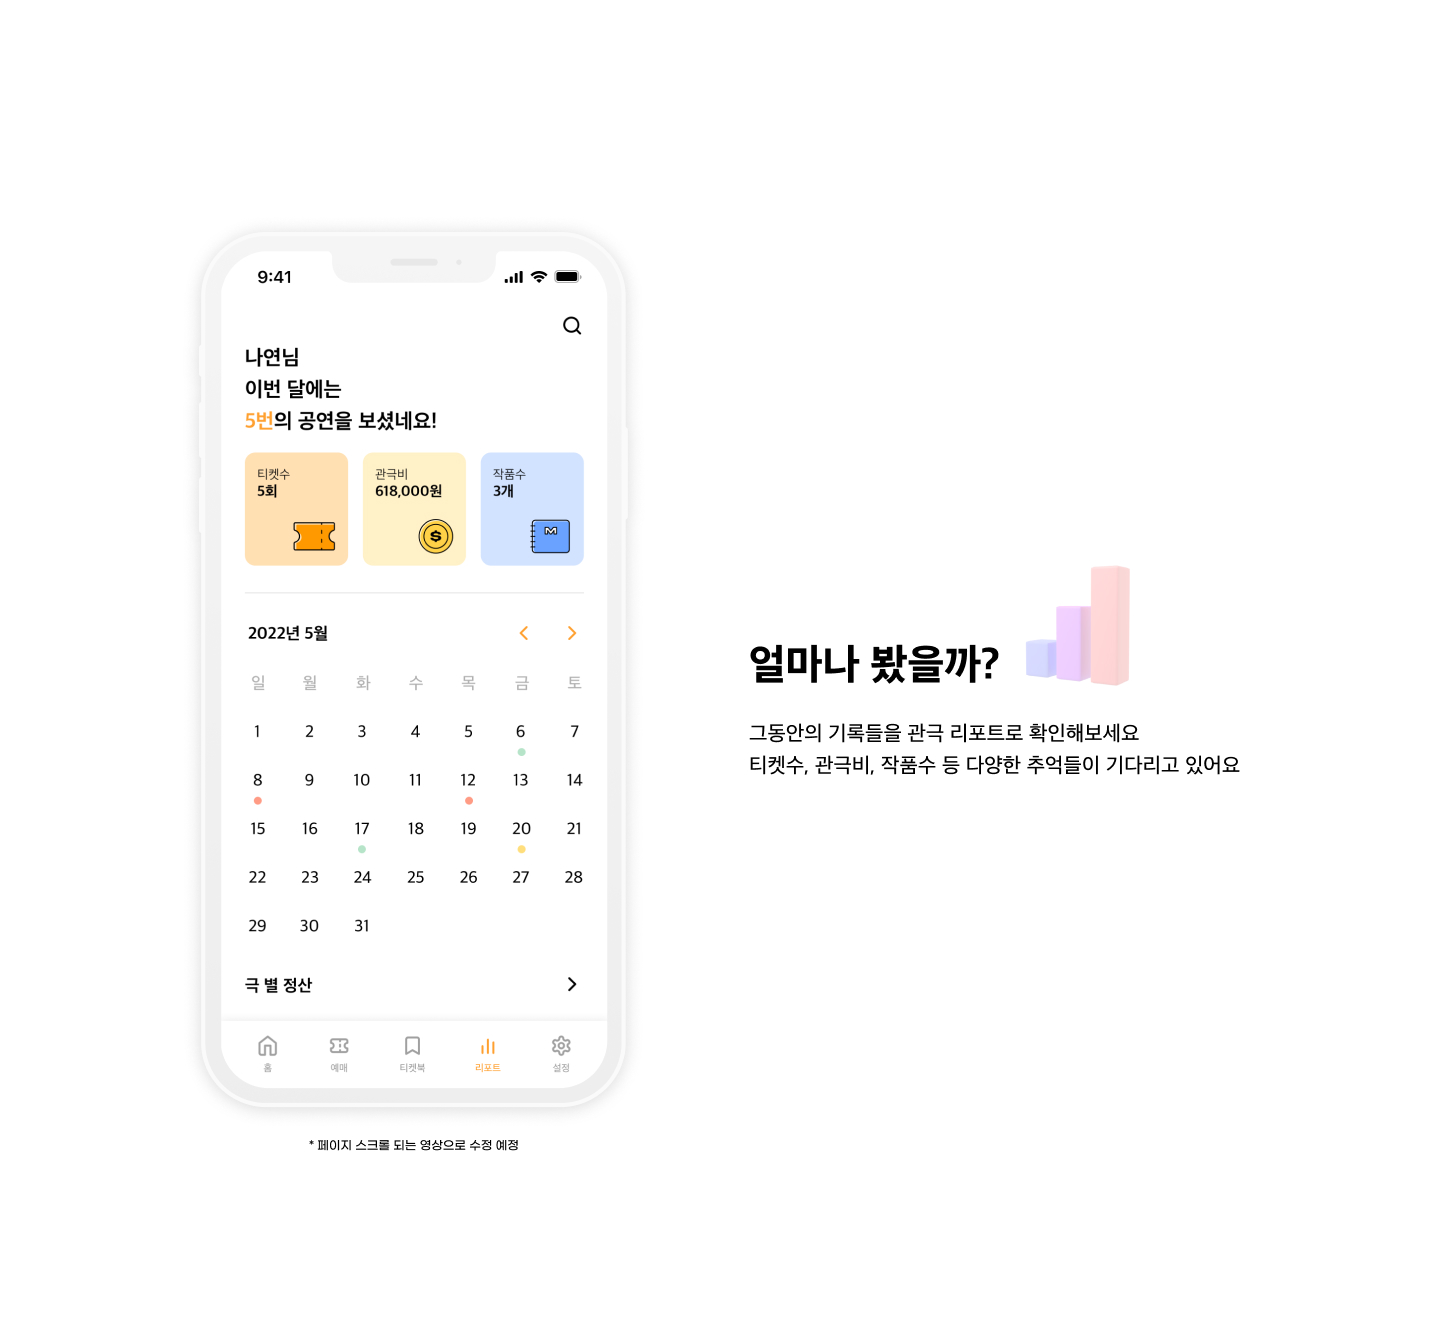 9:41
나연님
이번 달에는
5번의 공연을 보셨네요!
티켓수
5회
관극비
618,000원
작품수
3개
2022년 5월
일 월 화 수 목 금 토
1 2 3 4 5 6 7
8 9 10 11 12 13 14
15 16 17 18 19 20 21
22 23 24 25 26 27 28
29 30 31
극 별 정산
홈 예매 티켓북 리포트 설정
* 페이지 스크롤 되는 영상으로 수정 예정
얼마나 봤을까?
그동안의 기록들을 관극 리포트로 확인해보세요
티켓수, 관극비, 작품수 등 다양한 추억들이 기다리고 있어요